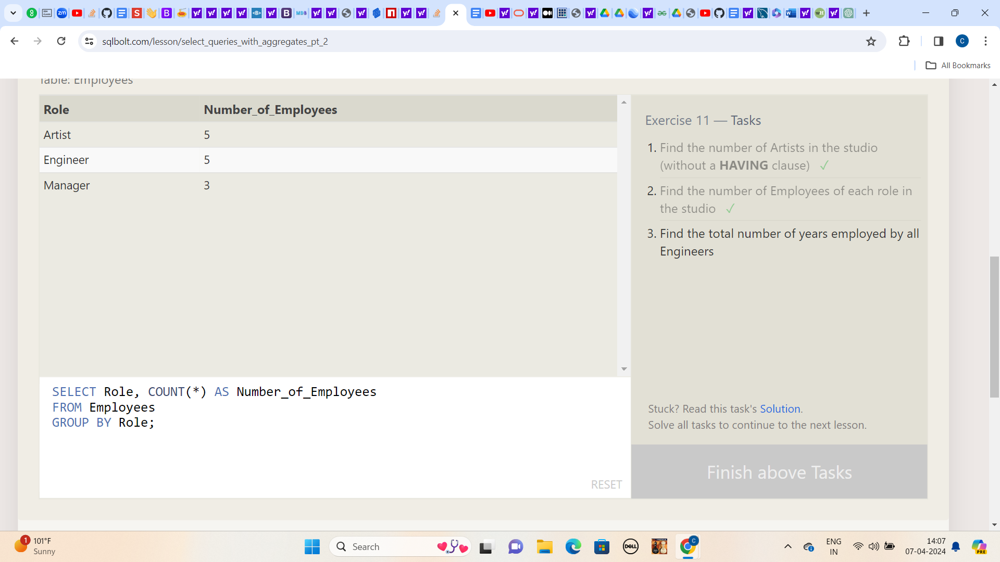 sqlbolt.com/lesson/select_queries_with_aggregates_pt_2
All Bookmarks
Table: Employees
Role Number_of_Employees
Artist 5
Engineer 5
Manager 3
Exercise 11 — Tasks
1. Find the number of Artists in the studio
(without a HAVING clause) ✓
2. Find the number of Employees of each role in
the studio ✓
3. Find the total number of years employed by all
Engineers
Stuck? Read this task's Solution.
Solve all tasks to continue to the next lesson.
Finish above Tasks
SELECT Role, COUNT(*) AS Number_of_Employees
FROM Employees
GROUP BY Role;
RESET
1
101°F
Sunny
Search
DELL
C
ENG
IN
14:07
07-04-2024
PRE